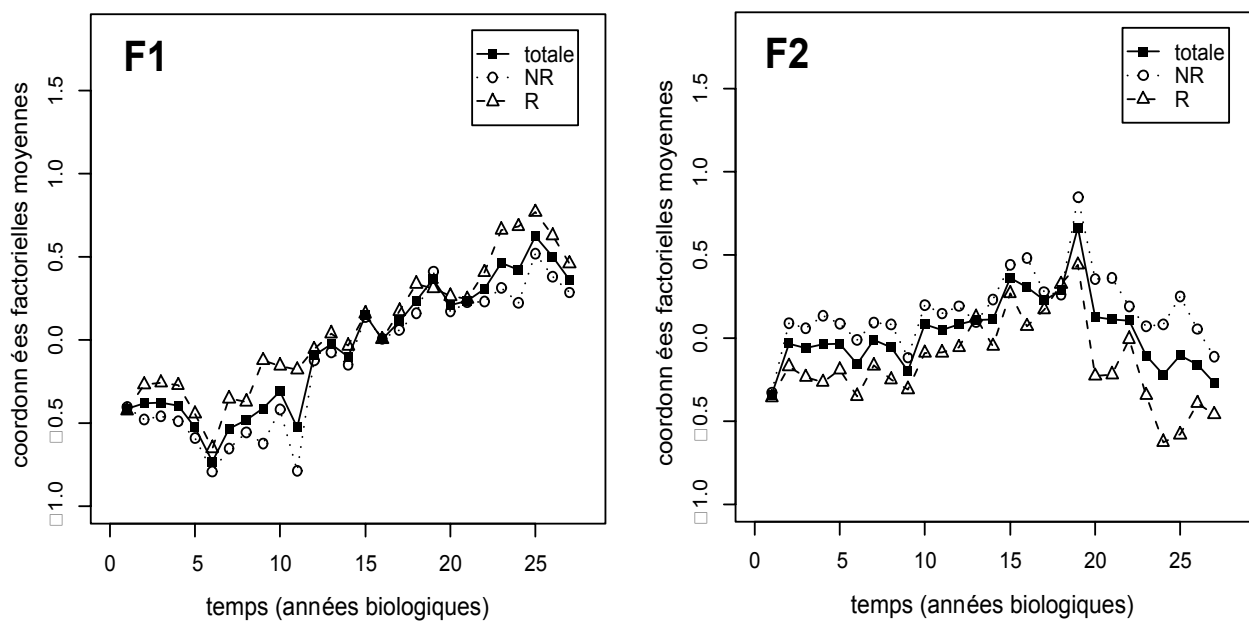 F1
totale
NR
R
coordonn ées factorielles moyennes
1.5
1.0
0.5
0.0
□0.5
□1.0
0
5
10
15
20
25
temps (années biologiques)
F2
totale
NR
R
coordonn ées factorielles moyennes
1.5
1.0
0.5
0.0
□0.5
□1.0
0
5
10
15
20
25
temps (années biologiques)